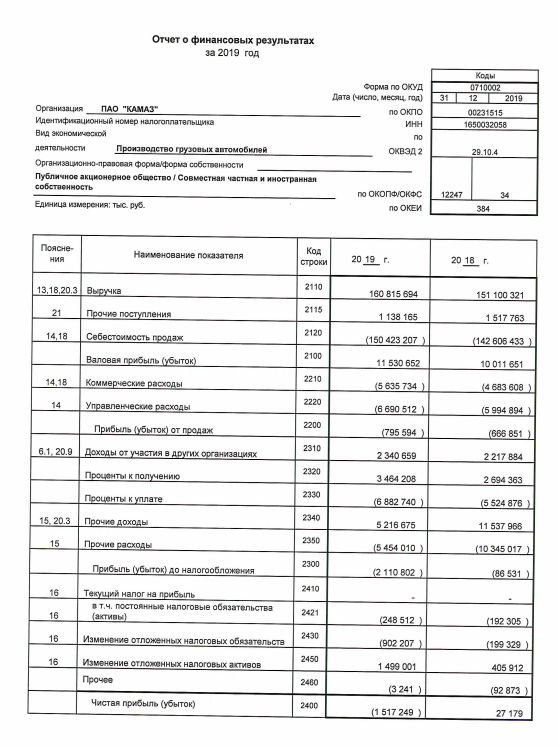 Отчет о финансовых результатах
за 2019 год
Коды
Форма по ОКУД 0710002
Дата (число, месяц, год) 31 12 2019
Организация ПАО "КАМАЗ" по ОКПО 00231515
Идентификационный номер налогоплательщика ИНН 1650032058
Вид экономической по
деятельности Производство грузовых автомобилей ОКВЭД 2 29.10.4
Организационно-правовая форма/форма собственности
Публичное акционерное общество / Совместная частная и иностранная
собственность по ОКОПФ/ОКФС 12247 34
Единица измерения: тыс. руб. по ОКЕИ 384
Поясне-
ния Наименование показателя Код
строки 20 19 г. 20 18 г.
13,18,20.3 Выручка 2110 160 815 694 151 100 321
21 Прочие поступления 2115 1 138 165 1 517 763
14,18 Себестоимость продаж 2120 (150 423 207 ) (142 606 433 )
Валовая прибыль (убыток) 2100 11 530 652 10 011 651
14,18 Коммерческие расходы 2210 (5 635 734 ) (4 683 608 )
14 Управленческие расходы 2220 (6 690 512 ) (5 994 894 )
Прибыль (убыток) от продаж 2200 (795 594 ) (666 851 )
6.1, 20.9 Доходы от участия в других организациях 2310 2 340 659 2 217 884
Проценты к получению 2320 3 464 208 2 694 363
Проценты к уплате 2330 (6 882 740 ) (5 524 876 )
15, 20.3 Прочие доходы 2340 5 216 675 11 537 966
15 Прочие расходы 2350 (5 454 010 ) (10 345 017 )
Прибыль (убыток) до налогообложения 2300 (2 110 802 ) (86 531 )
16 Текущий налог на прибыль 2410 - -
16 в т.ч. постоянные налоговые обязательства
(активы) 2421 (248 512 ) (192 305 )
16 Изменение отложенных налоговых обязательств 2430 (902 207 ) (199 329 )
16 Изменение отложенных налоговых активов 2450 1 499 001 405 912
Прочее 2460 (3 241 ) (92 873 )
Чистая прибыль (убыток) 2400 (1 517 249 ) 27 179